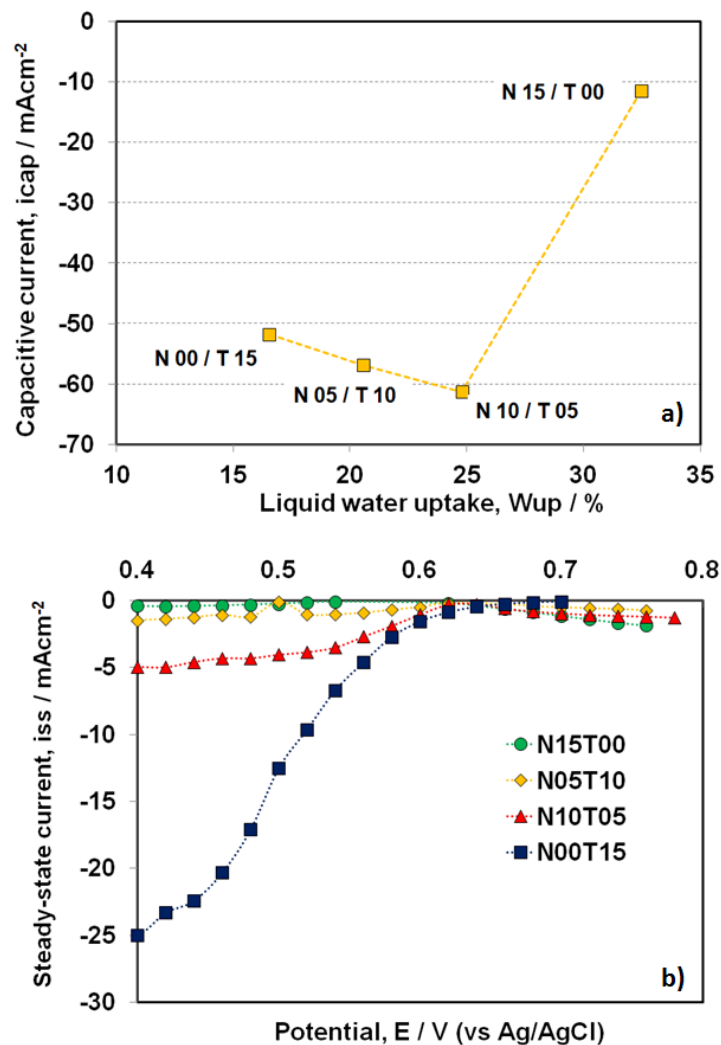 0
-10
-20
-30
-40
-50
-60
-70
Capacitive current, icap / mAcm-2
N 15 / T 00
N 00 / T 15
N 05 / T 10
N 10 / T 05
a)
10 15 20 25 30 35
Liquid water uptake, Wup / %
0.4 0.5 0.6 0.7 0.8
0
-5
-10
-15
-20
-25
-30
Steady-state current, iss / mAcm-2
N15T00
N05T10
N10T05
N00T15
b)
Potential, E / V (vs Ag/AgCl)